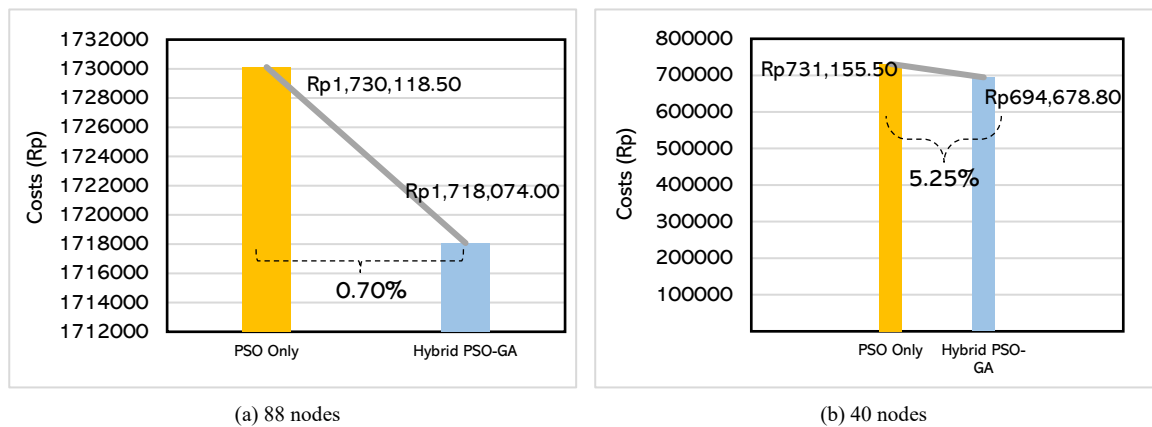 1732000
1730000
1728000
1726000
1724000
1722000
1720000
1718000
1716000
1714000
1712000
Costs (Rp)
Rp1,730,118.50
Rp1,718,074.00
0.70%
PSO Only
Hybrid PSO-GA
(a) 88 nodes
800000
700000
600000
500000
400000
300000
200000
100000
Costs (Rp)
Rp731,155.50
Rp694,678.80
5.25%
PSO Only
Hybrid PSO-
GA
(b) 40 nodes